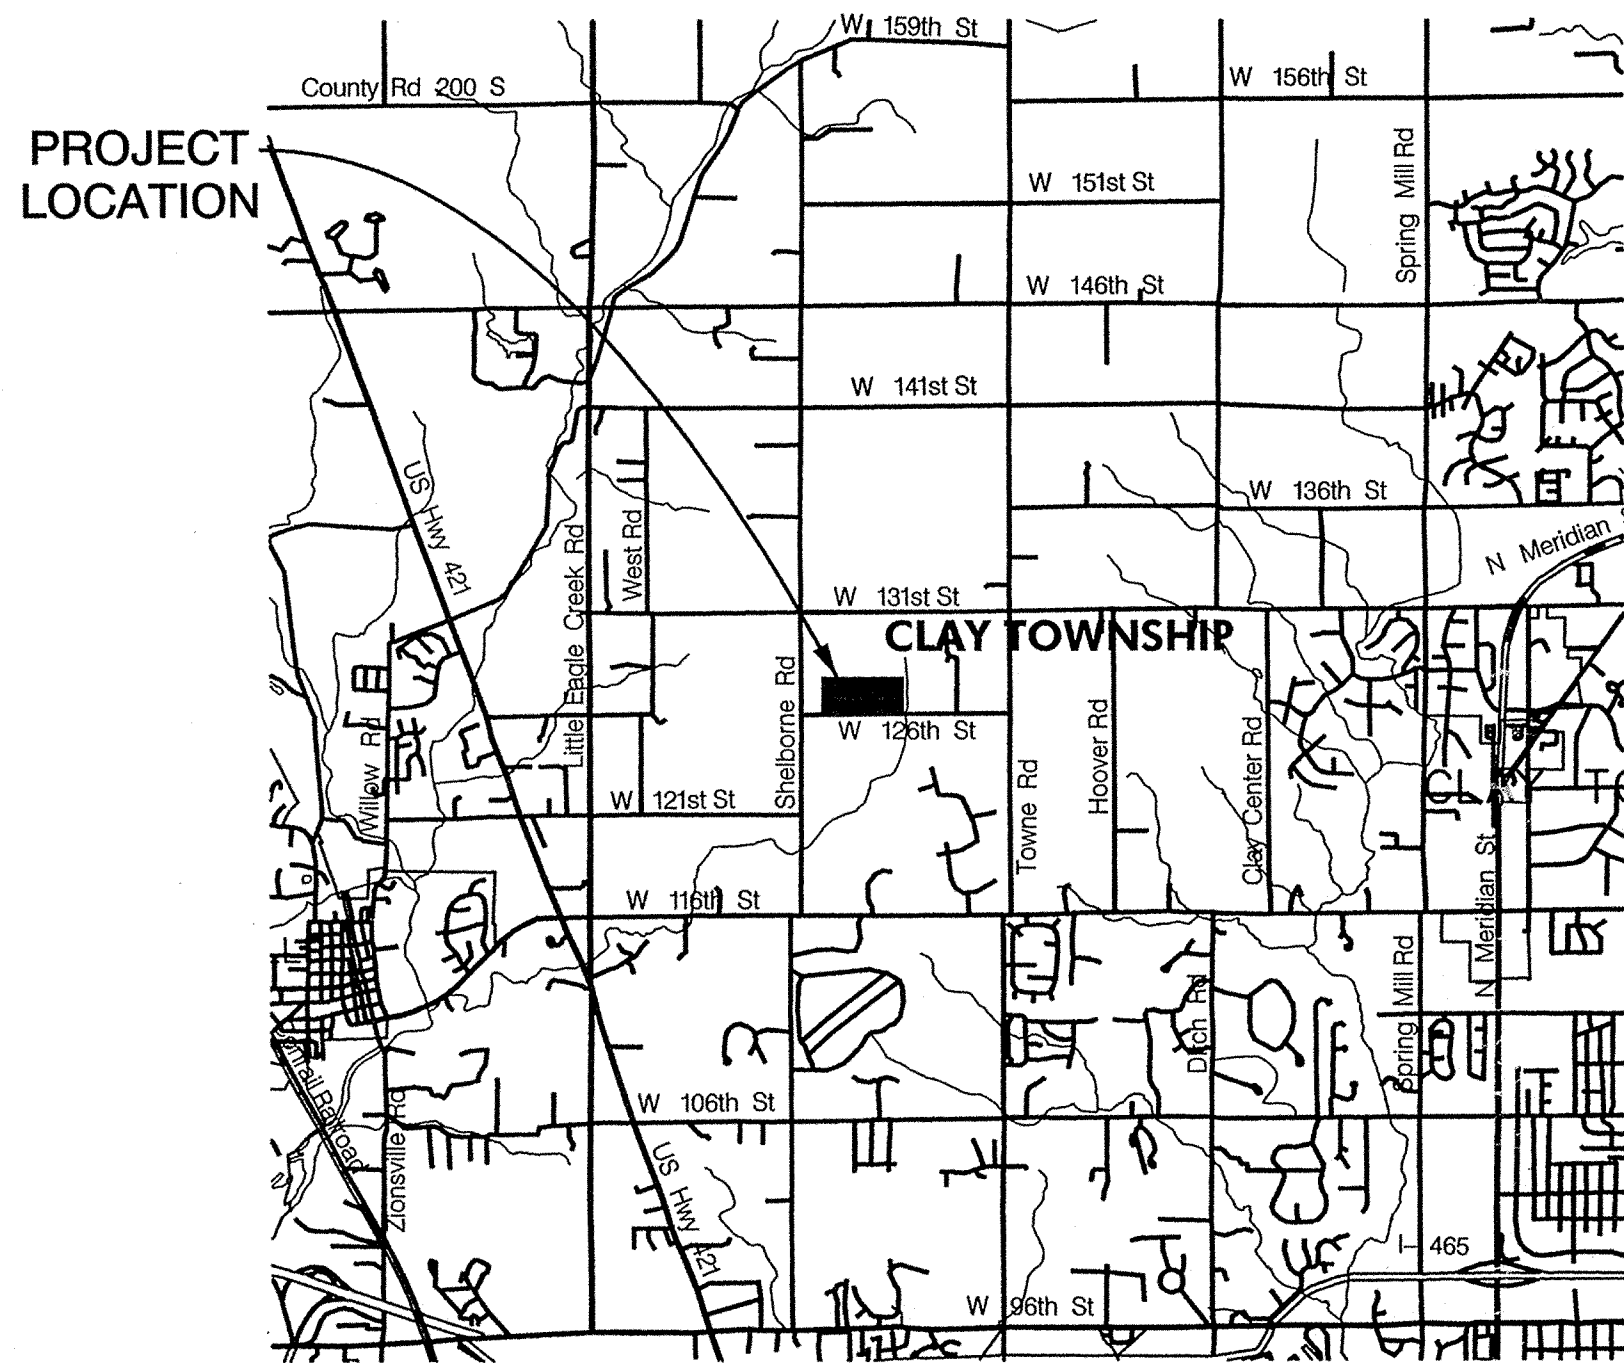 W 159th St
County Rd 200 S
W 156th St
PROJECT
LOCATION
Spring Mill Rd
W 151st St
W 146th St
W 141st St
US Hwy 421
W 136th St
N Meridian
Little Eagle Creek Rd
West Rd
W 131st St
CLAY TOWNSHIP
Shelborne Rd
W 126th St
Willow Rd
Hoover Rd
Clay Center Rd
Towne Rd
W 121st St
N Meridian St
W 116th St
Spring Mill Rd
Ditch Rd
W 106th St
Zionsville Rd
Railroad
US Hwy 421
I-465
W 96th St